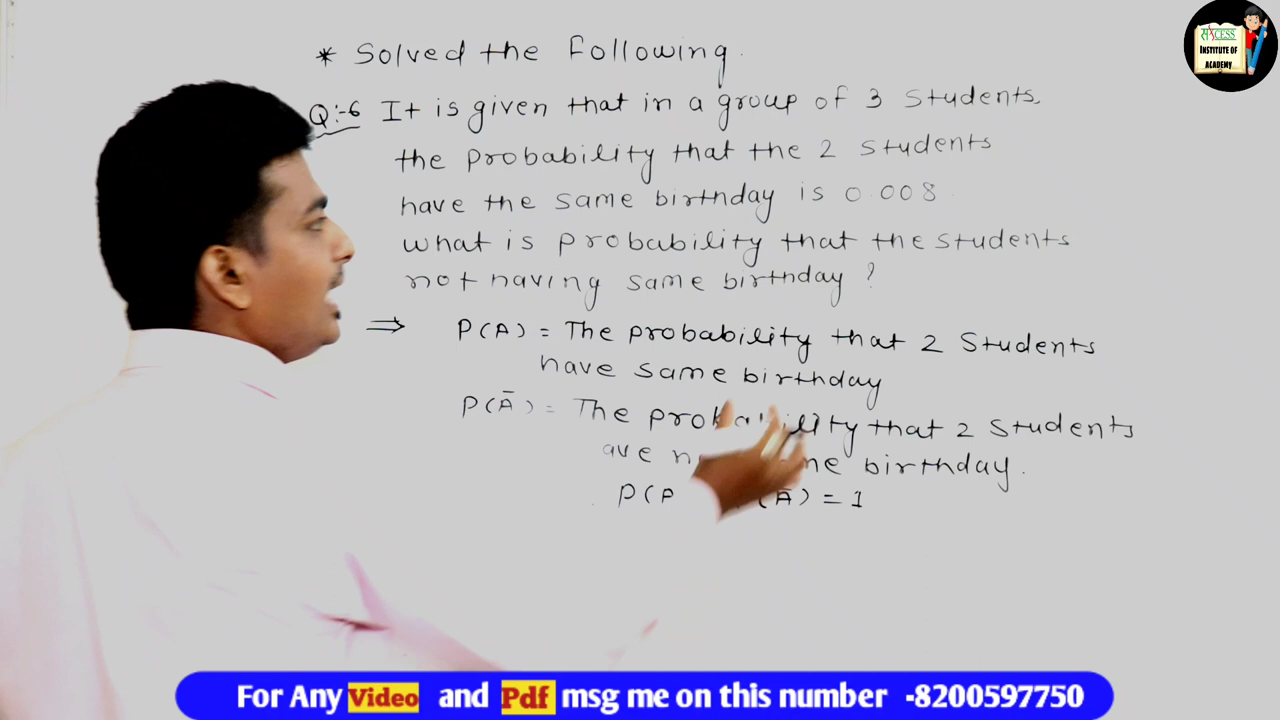 * Solved the following.
Q:-6 It is given that in a group of 3 Students.
the probability that the 2 students
have the same birthday is 0.008.
what is probability that the students
not having same birthday ?
⇒ P(A) = The probability that 2 Students
have same birthday
P(Ā) = The probability that 2 Students
are birthday.
P(A (Ā) = 1
સક્સેસ
INSTITUTE OF
ACADEMY
For Any Video and Pdf msg me on this number -8200597750